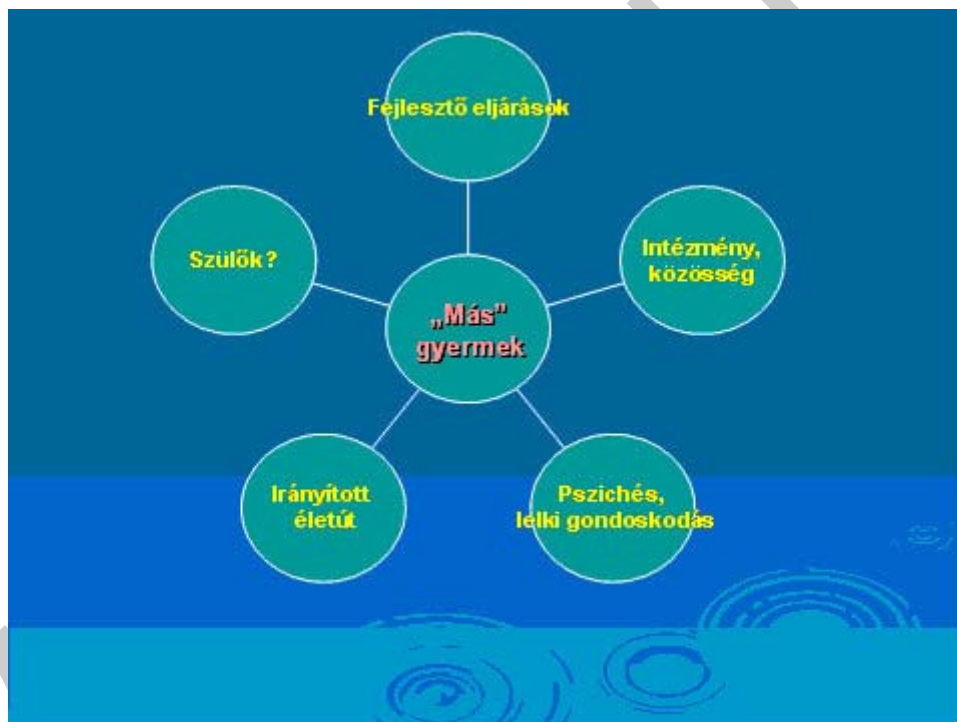 Fejlesztő eljárások
Szülők?
Intézmény,
közösség
„Más”
gyermek
Irányított
életút
Pszichés,
lelki gondoskodás